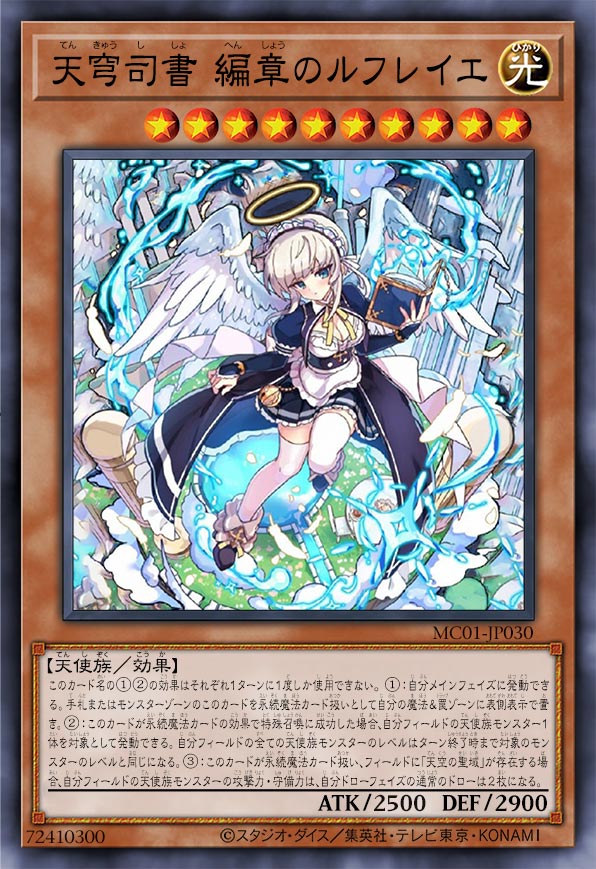 天穹司書 編章のルフレイエ
光
MC01-JP030
【天使族／効果】
このカード名の①②の効果はそれぞれ1ターンに1度しか使用できない。①：自分メインフェイズに発動でき
る。手札またはモンスターゾーンのこのカードを永続魔法カード扱いとして自分の魔法&罠ゾーンに表側表示で置
き。②：このカードが永続魔法カードの効果で特殊召喚に成功した場合、自分フィールドの天使族モンスター1
体を対象として発動できる。自分フィールドの全ての天使族モンスターのレベルはターン終了時まで対象のモン
スターのレベルと同じになる。③：このカードが永続魔法カード扱い、フィールドに「天空の聖域」が存在する場
合、自分フィールドの天使族モンスターの攻撃力・守備力は、自分ドローフェイズの通常のドローは2枚になる。
ATK/2500 DEF/2900
72410300
©スタジオ・ダイス／集英社・テレビ東京・KONAMI